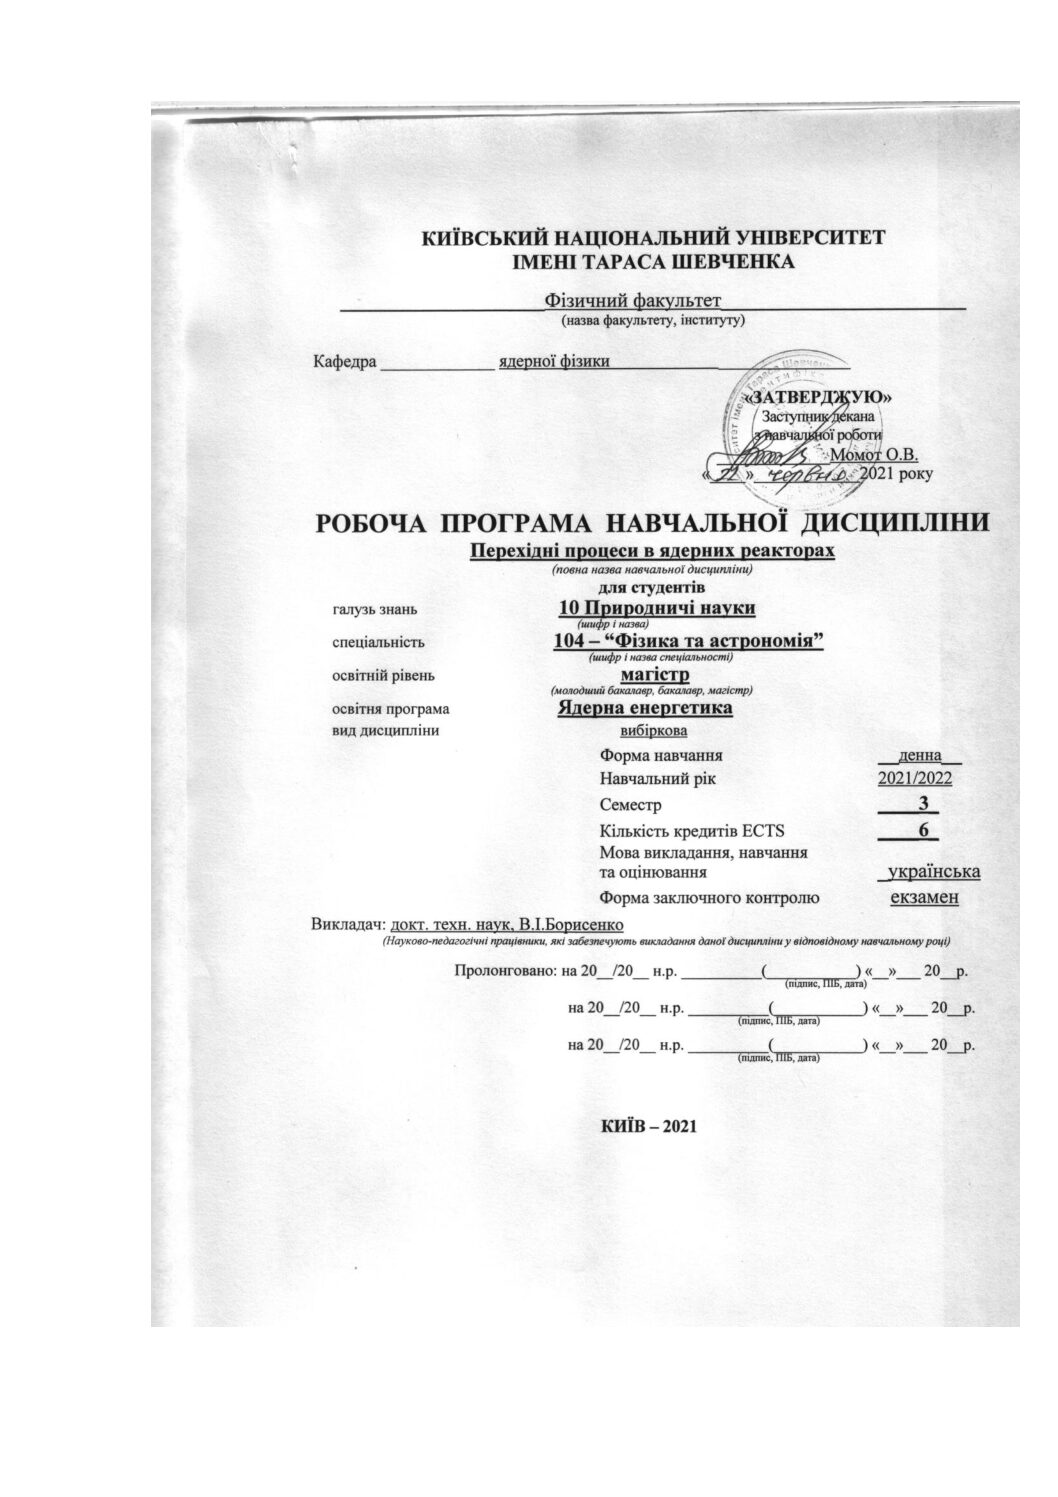 КИЇВСЬКИЙ НАЦІОНАЛЬНИЙ УНІВЕРСИТЕТ
ІМЕНІ ТАРАСА ШЕВЧЕНКА
Фізичний факультет
(назва факультету, інституту)
Кафедра ______________ ядерної фізики
«ЗАТВЕРДЖУЮ»
Заступник декана
з навчальної роботи
Момот О.В.
«22» червня 2021 року
РОБОЧА ПРОГРАМА НАВЧАЛЬНОЇ ДИСЦИПЛІНИ
Перехідні процеси в ядерних реакторах
(повна назва навчальної дисципліни)
для студентів
галузь знань 10 Природничі науки
(шифр і назва)
спеціальність 104 – “Фізика та астрономія”
(шифр і назва спеціальності)
освітній рівень магістр
(молодший бакалавр, бакалавр, магістр)
освітня програма Ядерна енергетика
вид дисципліни вибіркова
Форма навчання денна
Навчальний рік 2021/2022
Семестр 3
Кількість кредитів ECTS 6
Мова викладання, навчання
та оцінювання українська
Форма заключного контролю екзамен
Викладач: докт. техн. наук, В.І.Борисенко
(Науково-педагогічні працівники, які забезпечують викладання даної дисципліни у відповідному навчальному році)
Пролонговано: на 20__/20__ н.р. __________(___________) «__»___ 20__р.
(підпис, ПІБ, дата)
на 20__/20__ н.р. __________(___________) «__»___ 20__р.
(підпис, ПІБ, дата)
на 20__/20__ н.р. __________(___________) «__»___ 20__р.
(підпис, ПІБ, дата)
КИЇВ – 2021